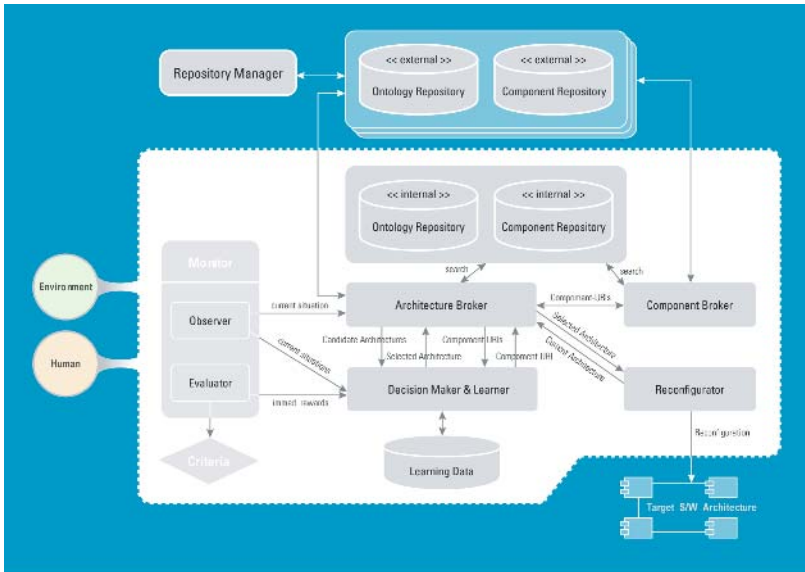 << external >>
<< external >>
Repository Manager
Ontology Repository
Component Repository
<< internal >>
<< internal >>
Ontology Repository
Component Repository
Monitor
search
search
Environment
current situation
Architecture Broker
Component-URIs
Component Broker
Observer
Candidate Architectures
Component-URIs
Selected Architecture
Component-URI
Selected Architecture
Current Architecture
current situations
Human
Evaluator
immed. rewards
Decision Maker & Learner
Reconfigurator
Reconfiguration
Criteria
Learning Data
Target S/W Architecture